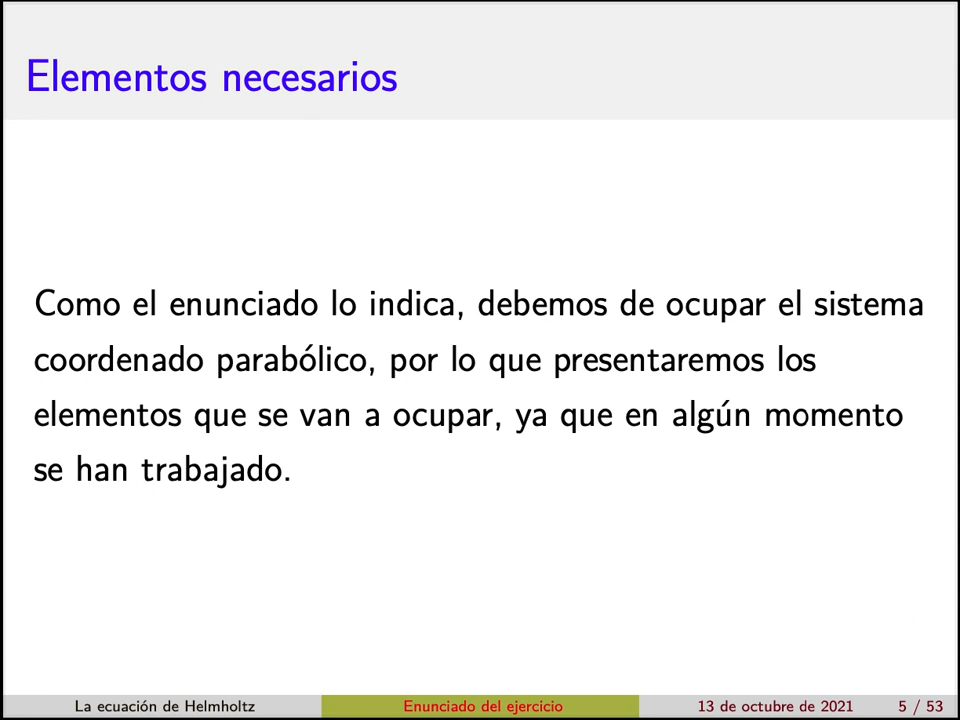 Elementos necesarios
Como el enunciado lo indica, debemos de ocupar el sistema
coordenado parabólico, por lo que presentaremos los
elementos que se van a ocupar, ya que en algún momento
se han trabajado.
La ecuación de Helmholtz Enunciado del ejercicio 13 de octubre de 2021 5 / 53